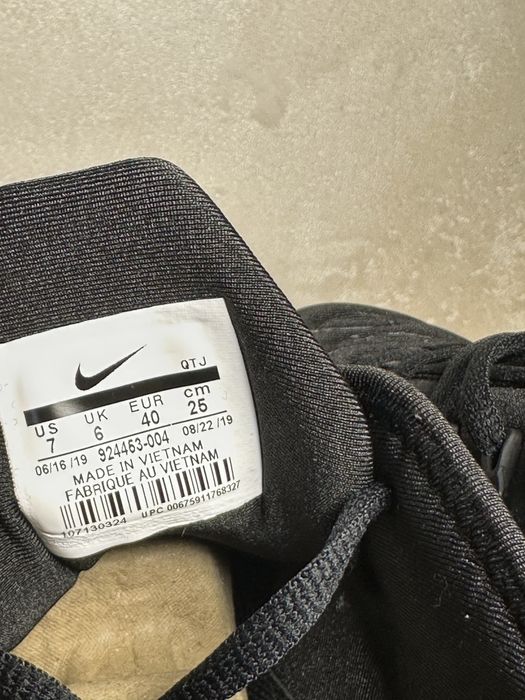 QTJ
US UK EUR cm
7 6 40 25
06/16/19 924463-004 08/22/19
MADE IN VIETNAM
FABRIQUE AU VIETNAM
107130324 UPC 00675911768327